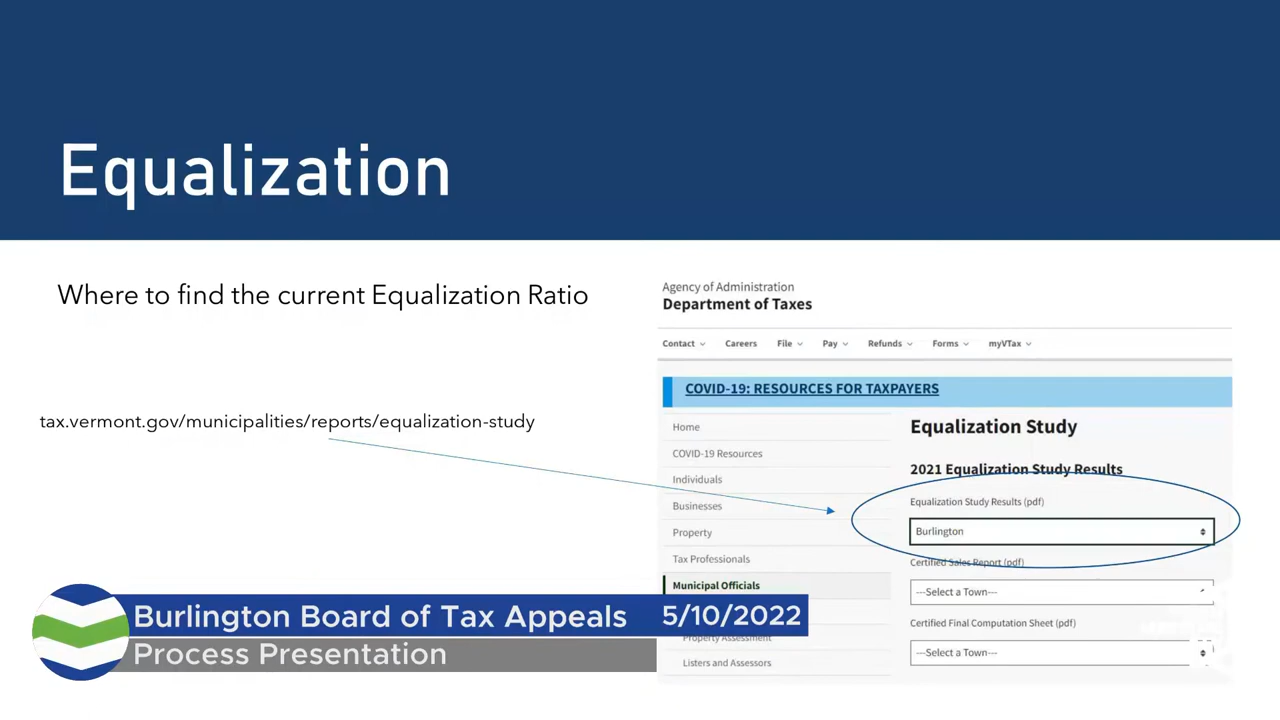 Equalization
Where to find the current Equalization Ratio
tax.vermont.gov/municipalities/reports/equalization-study
Agency of Administration
Department of Taxes
Contact
Careers
File
Pay
Refunds
Forms
myVTax
COVID-19: RESOURCES FOR TAXPAYERS
Home
COVID-19 Resources
Individuals
Businesses
Property
Tax Professionals
Municipal Officials
Property Assessment
Listers and Assessors
Equalization Study
2021 Equalization Study Results
Equalization Study Results (pdf)
Burlington
Certified Sales Report (pdf)
---Select a Town---
Certified Final Computation Sheet (pdf)
---Select a Town---
Burlington Board of Tax Appeals 5/10/2022
Process Presentation